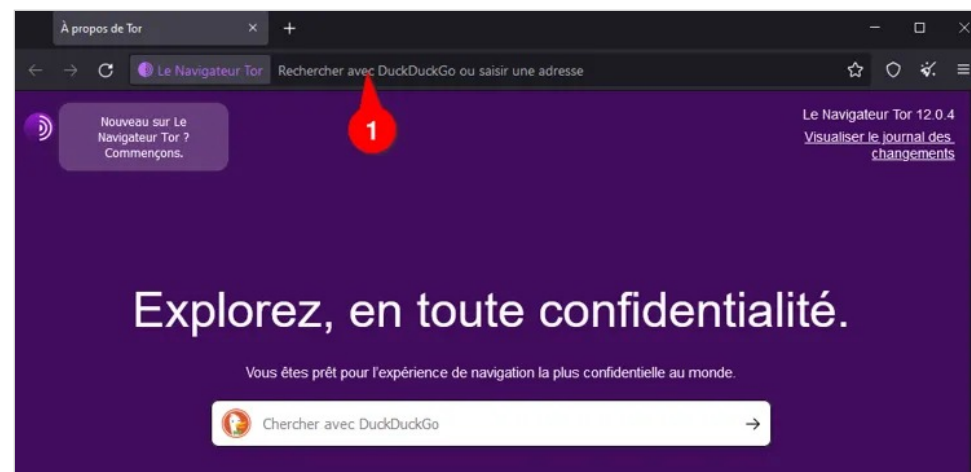 À propos de Tor
Le Navigateur Tor
Rechercher avec DuckDuckGo ou saisir une adresse
1
Nouveau sur Le
Navigateur Tor ?
Commençons.
Le Navigateur Tor 12.0.4
Visualiser le journal des
changements
Explorez, en toute confidentialité.
Vous êtes prêt pour l'expérience de navigation la plus confidentielle au monde.
Chercher avec DuckDuckGo